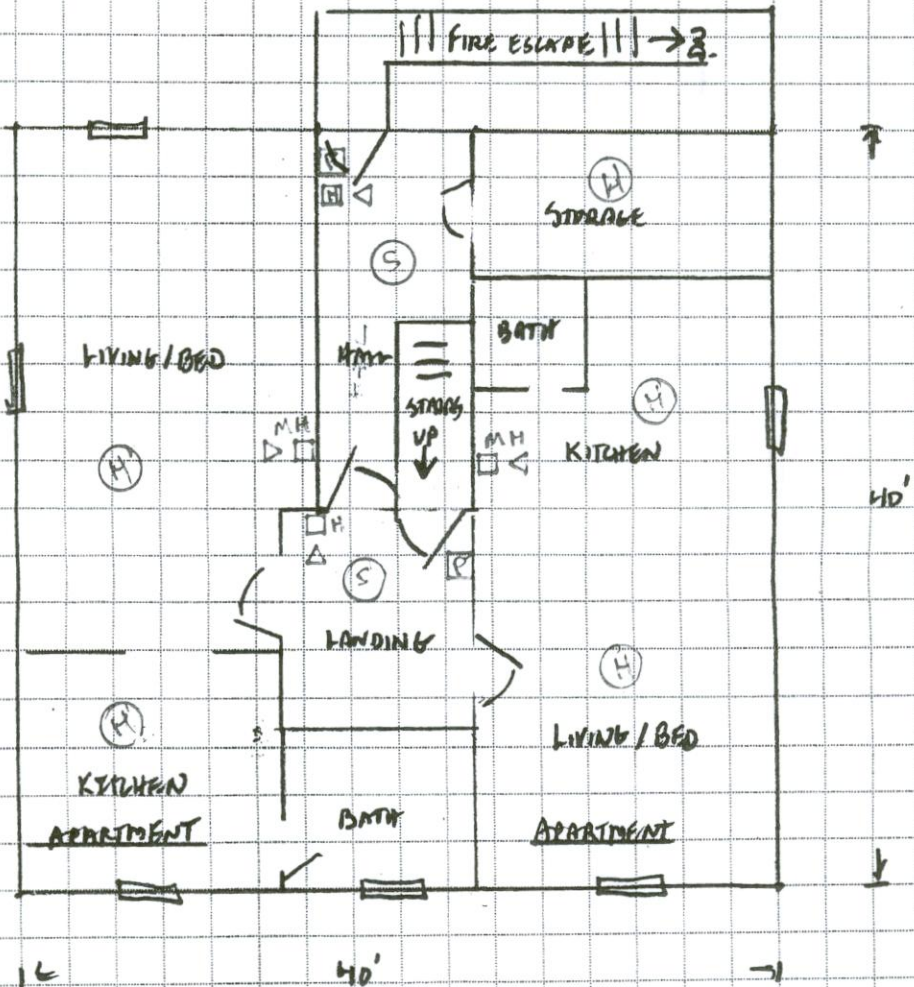 FIRE ESCAPE
H
H
STORAGE
S
BATH
LIVING/BED
HALL
STAIRS
UP
H
MH
MH
KITCHEN
H
H
40'
P
S
LANDING
H
H
LIVING/BED
KITCHEN
BATH
APARTMENT
APARTMENT
40'